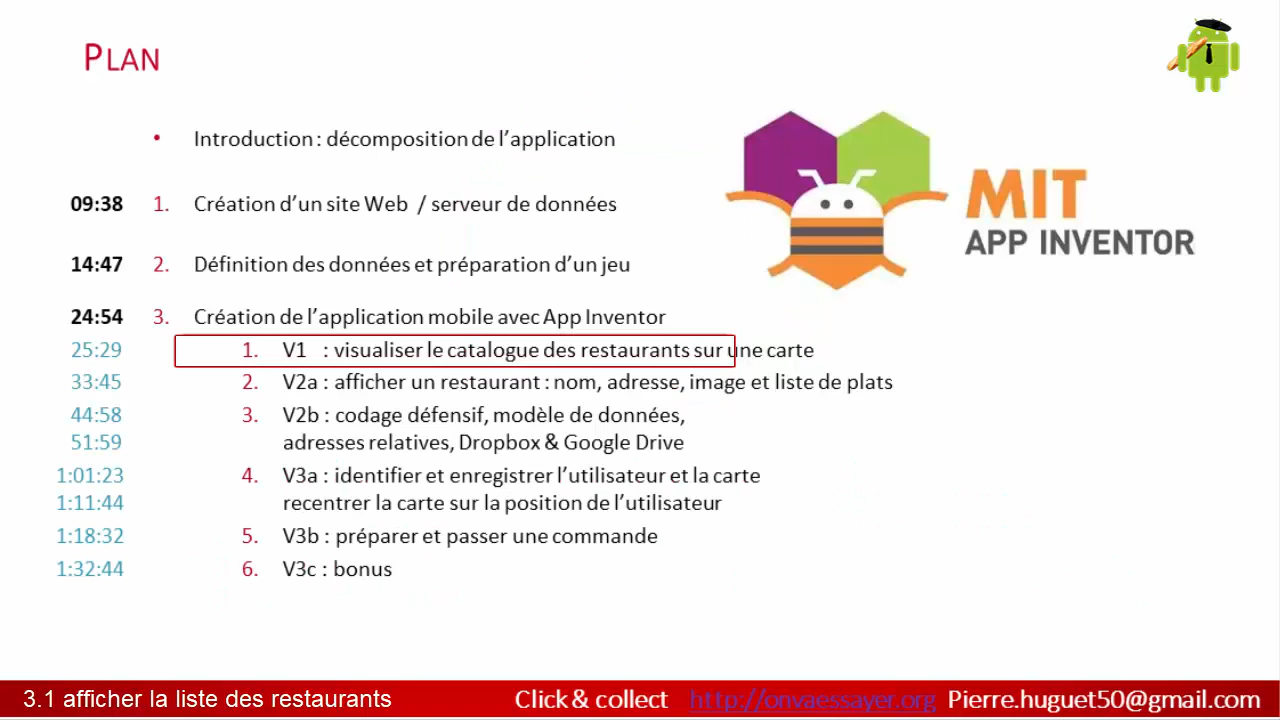 PLAN
• Introduction : décomposition de l’application
09:38 1. Création d’un site Web / serveur de données
14:47 2. Définition des données et préparation d’un jeu
24:54 3. Création de l’application mobile avec App Inventor
25:29 1. V1 : visualiser le catalogue des restaurants sur une carte
33:45 2. V2a : afficher un restaurant : nom, adresse, image et liste de plats
44:58 3. V2b : codage défensif, modèle de données,
51:59 adresses relatives, Dropbox & Google Drive
1:01:23 4. V3a : identifier et enregistrer l’utilisateur et la carte
1:11:44 recentrer la carte sur la position de l’utilisateur
1:18:32 5. V3b : préparer et passer une commande
1:32:44 6. V3c : bonus
MIT
APP INVENTOR
3.1 afficher la liste des restaurants Click & collect http://onvaessayer.org Pierre.huguet50@gmail.com